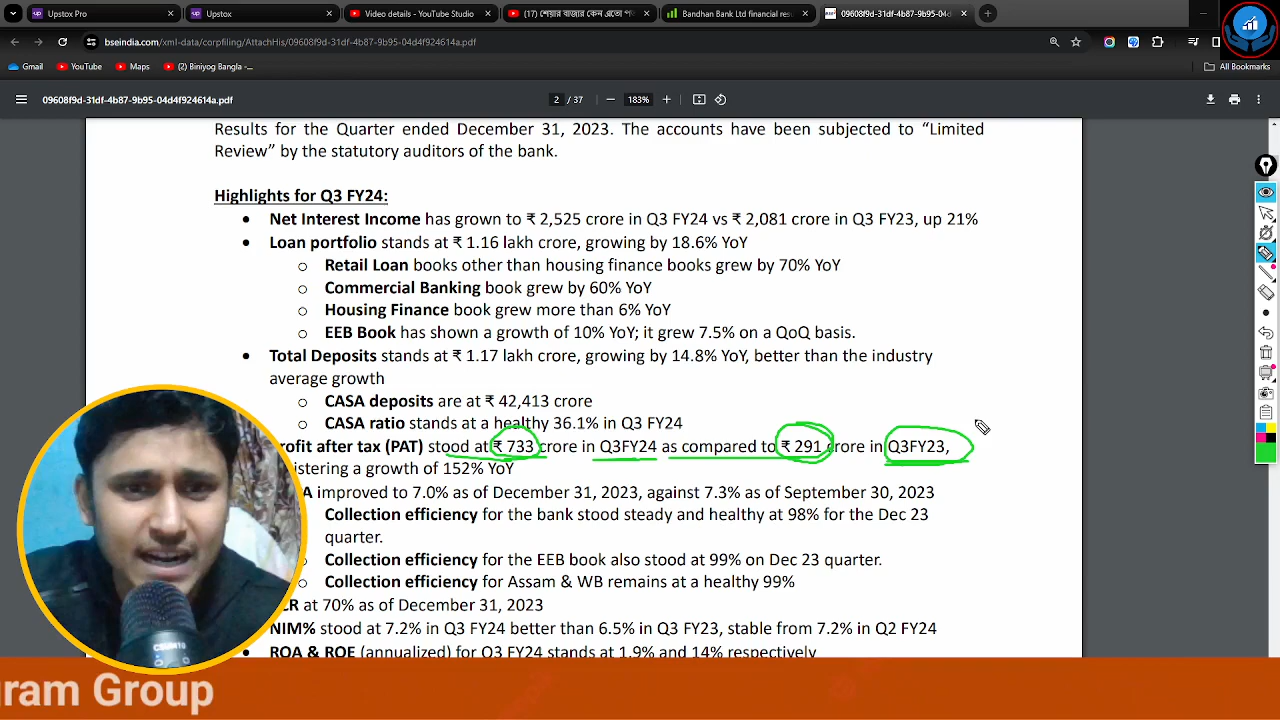 Upstox Pro
Upstox
Video details - YouTube Studio
(17) শেয়ার বাজার কেন এতো
Bandhan Bank Ltd financial resu
09608f9d-31df-4b87-9b95-04d4f92
bseindia.com/xml-data/corpfiling/AttachHis/09608f9d-31df-4b87-9b95-04d4f924614a.pdf
Gmail
YouTube
Maps
(2) Biniyog Bangla -...
All Bookmarks
09608f9d-31df-4b87-9b95-04d4f924614a.pdf
2 / 37
183%
Results for the Quarter ended December 31, 2023. The accounts have been subjected to “Limited
Review” by the statutory auditors of the bank.
Highlights for Q3 FY24:
• Net Interest Income has grown to ₹ 2,525 crore in Q3 FY24 vs ₹ 2,081 crore in Q3 FY23, up 21%
• Loan portfolio stands at ₹ 1.16 lakh crore, growing by 18.6% YoY
o Retail Loan books other than housing finance books grew by 70% YoY
o Commercial Banking book grew by 60% YoY
o Housing Finance book grew more than 6% YoY
o EEB Book has shown a growth of 10% YoY; it grew 7.5% on a QoQ basis.
• Total Deposits stands at ₹ 1.17 lakh crore, growing by 14.8% YoY, better than the industry
average growth
o CASA deposits are at ₹ 42,413 crore
o CASA ratio stands at a healthy 36.1% in Q3 FY24
rofit after tax (PAT) stood at ₹ 733 crore in Q3FY24 as compared to ₹ 291 crore in Q3FY23,
istering a growth of 152% YoY
A improved to 7.0% as of December 31, 2023, against 7.3% as of September 30, 2023
Collection efficiency for the bank stood steady and healthy at 98% for the Dec 23
quarter.
o Collection efficiency for the EEB book also stood at 99% on Dec 23 quarter.
o Collection efficiency for Assam & WB remains at a healthy 99%
CR at 70% as of December 31, 2023
NIM% stood at 7.2% in Q3 FY24 better than 6.5% in Q3 FY23, stable from 7.2% in Q2 FY24
• ROA & ROE (annualized) for Q3 FY24 stands at 1.9% and 14% respectively
ram Group